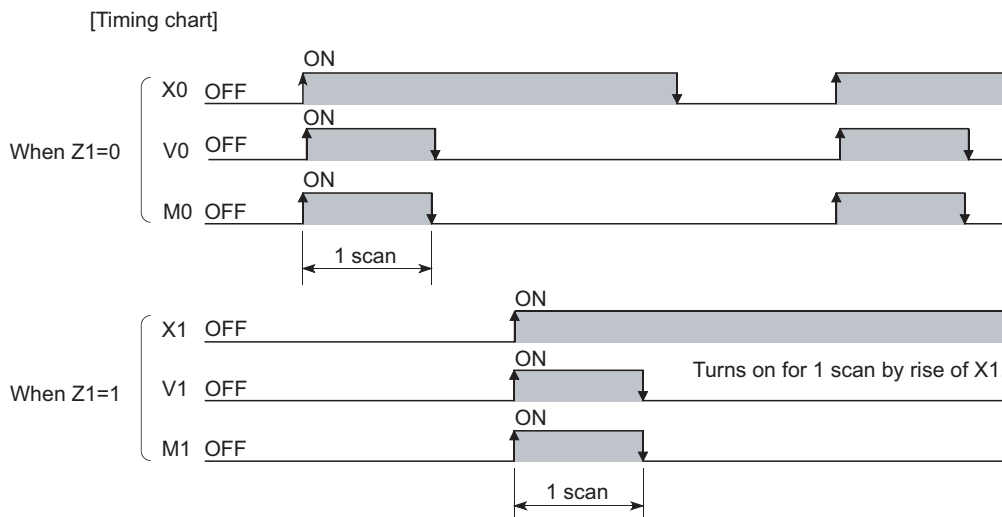 [Timing chart]
ON
X0 OFF
ON
When Z1=0
V0 OFF
ON
M0 OFF
1 scan
ON
X1 OFF
Turns on for 1 scan by rise of X1
ON
When Z1=1
V1 OFF
ON
M1 OFF
1 scan